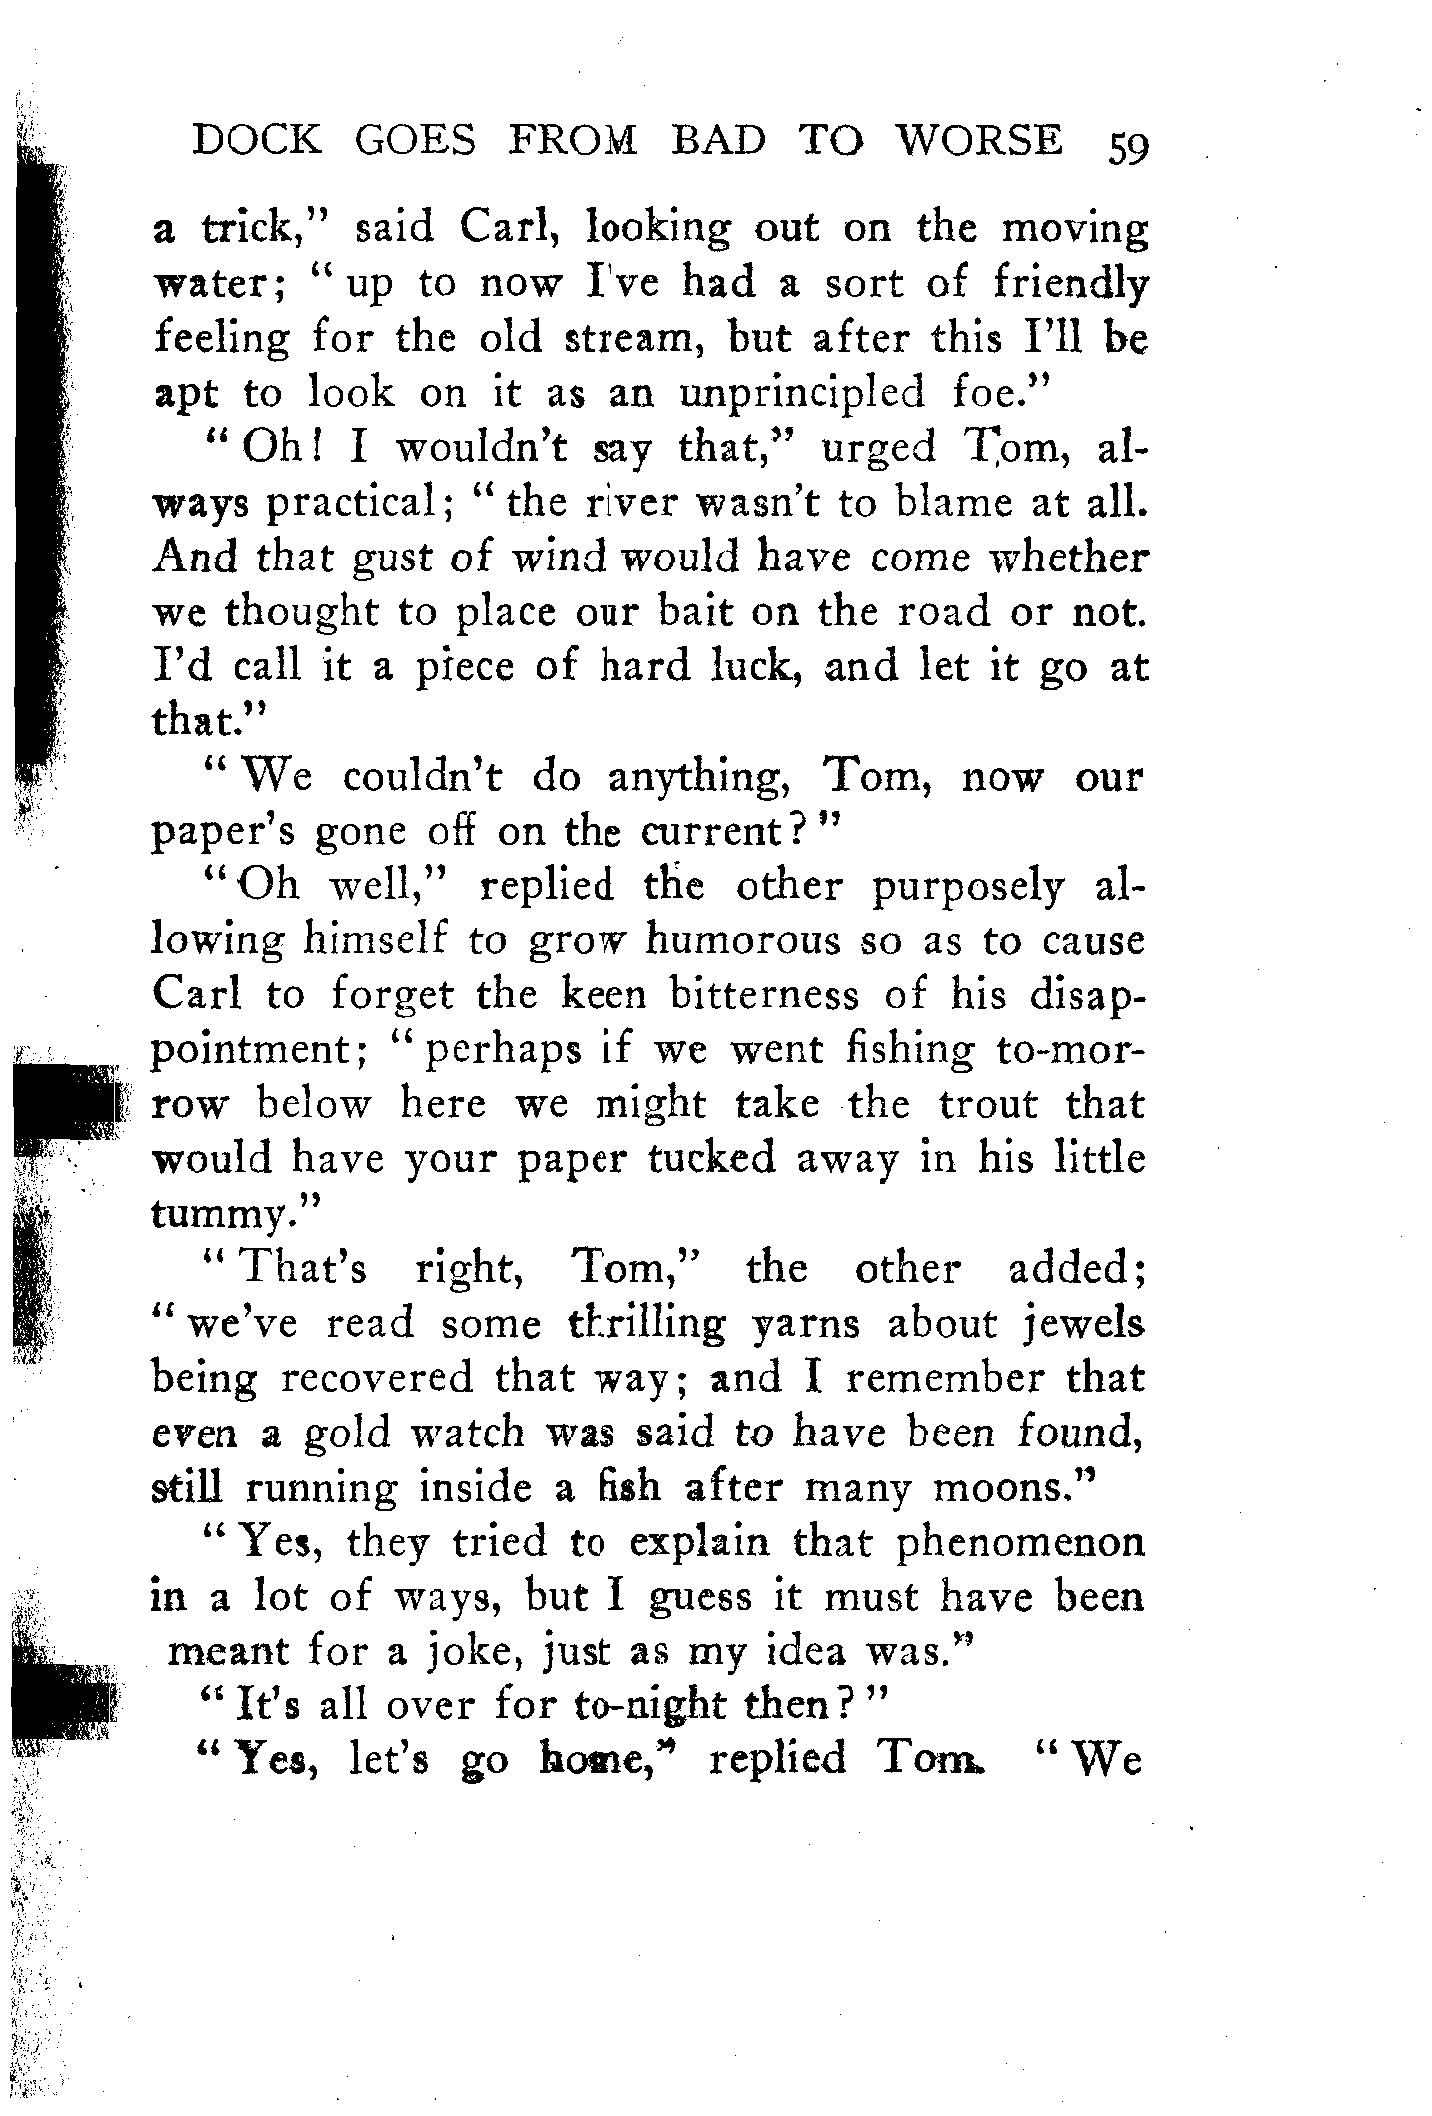 DOCK GOES FROM BAD TO WORSE 59
a trick,” said Carl, looking out on the moving
water; “ up to now I've had a sort of friendly
feeling for the old stream, but after this I’ll be
apt to look on it as an unprincipled foe.”
“ Oh! I wouldn’t say that,” urged Tom, al-
ways practical; “ the river wasn’t to blame at all.
And that gust of wind would have come whether
we thought to place our bait on the road or not.
I’d call it a piece of hard luck, and let it go at
that.”
“ We couldn’t do anything, Tom, now our
paper’s gone off on the current? ”
“ Oh well,” replied the other purposely al-
lowing himself to grow humorous so as to cause
Carl to forget the keen bitterness of his disap-
pointment; “ perhaps if we went fishing to-mor-
row below here we might take the trout that
would have your paper tucked away in his little
tummy.”
“ That’s right, Tom,” the other added;
“ we’ve read some thrilling yarns about jewels
being recovered that way; and I remember that
even a gold watch was said to have been found,
still running inside a fish after many moons.”
“ Yes, they tried to explain that phenomenon
in a lot of ways, but I guess it must have been
meant for a joke, just as my idea was.”
“ It’s all over for to-night then? ”
“ Yes, let’s go home,” replied Tom. “ We